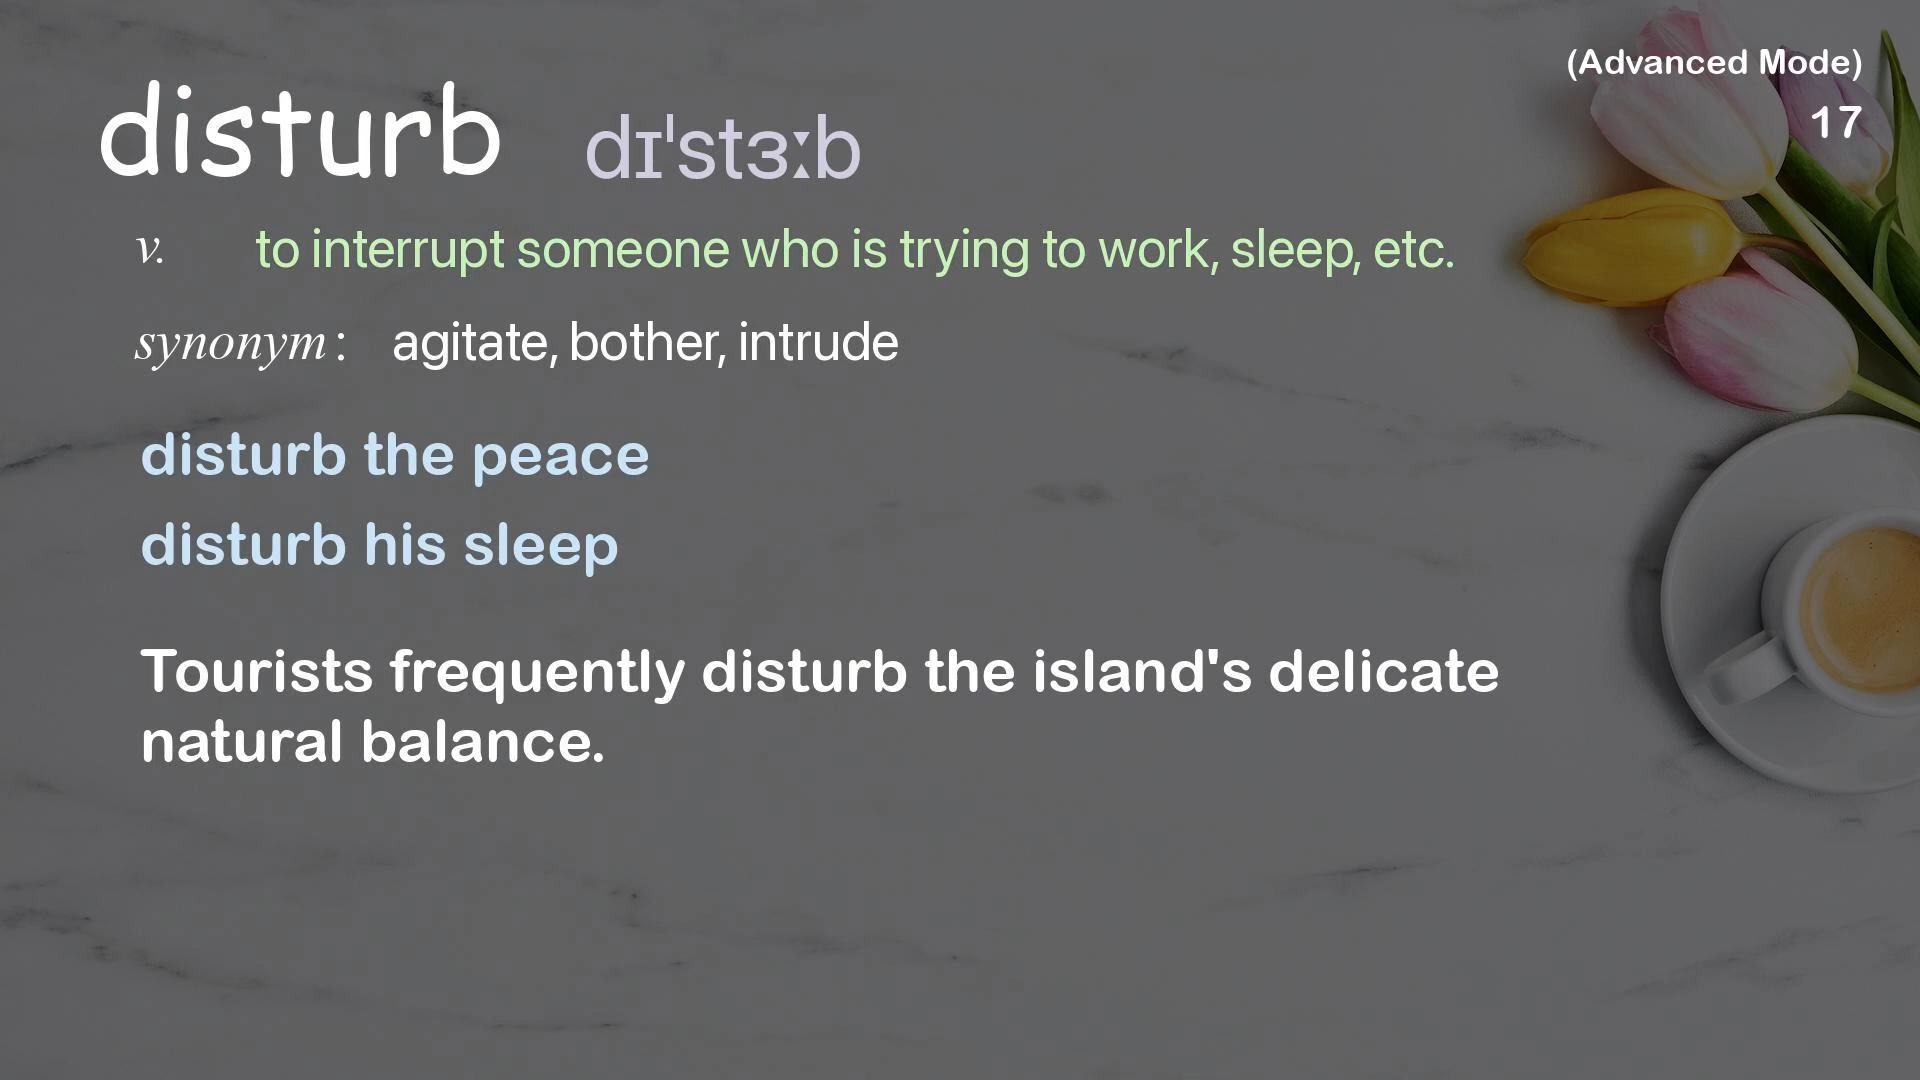 (Advanced Mode)
17
disturb dɪˈstɜːb
v. to interrupt someone who is trying to work, sleep, etc.
synonym: agitate, bother, intrude
disturb the peace
disturb his sleep
Tourists frequently disturb the island's delicate
natural balance.